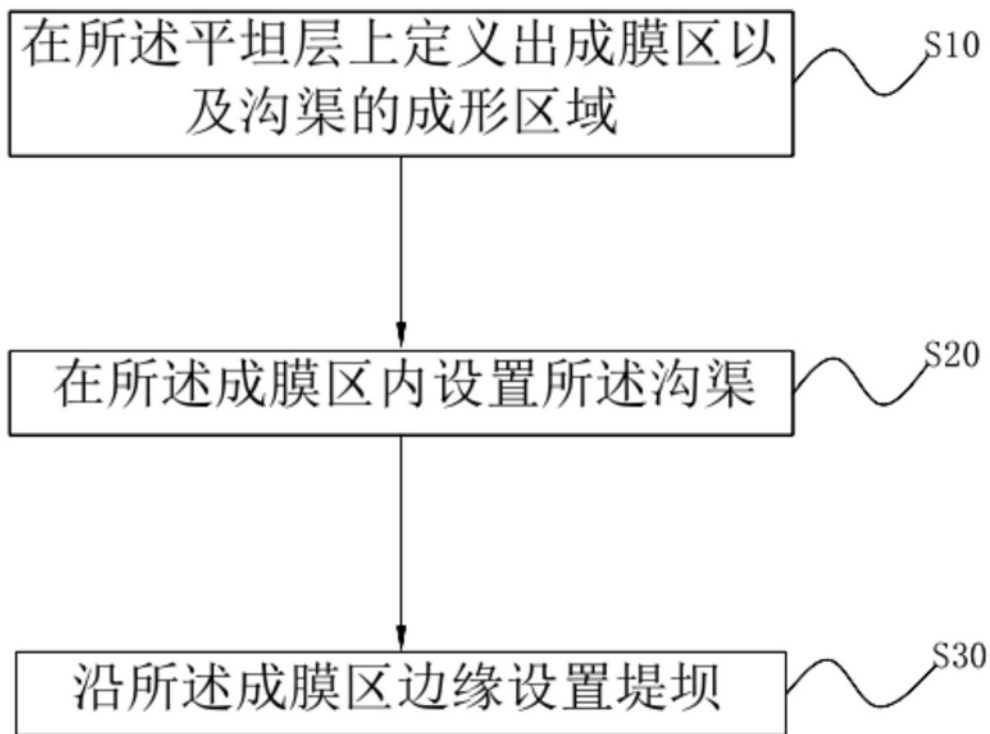 在所述平坦层上定义出成膜区以
及沟渠的成形区域
S10
在所述成膜区内设置所述沟渠
S20
沿所述成膜区边缘设置堤坝
S30